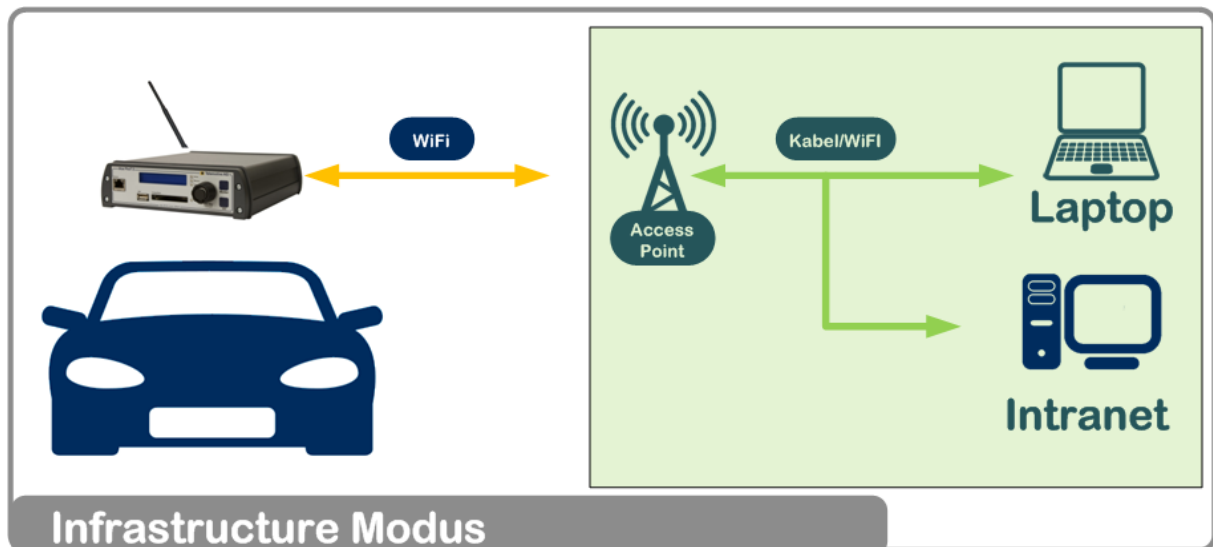 WiFi
Kabel/WiFI
Access
Point
Laptop
Intranet
Infrastructure Modus